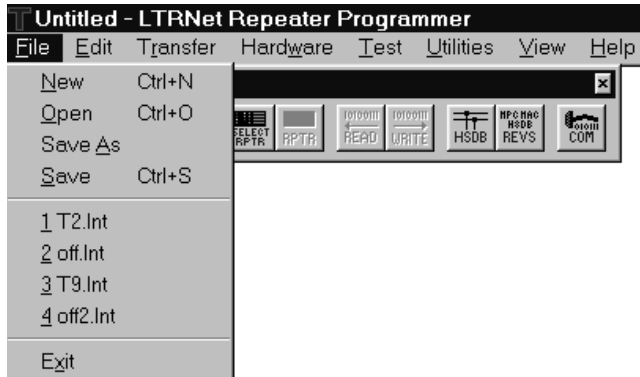 Untitled - LTRNet Repeater Programmer
File Edit Transfer Hardware Test Utilities View Help
New Ctrl+N
Open Ctrl+O
Save As
Save Ctrl+S
1 T2.lnt
2 off.lnt
3 T9.lnt
4 off2.lnt
Exit
SELECT RPTR
RPTR
READ
WRITE
HSDB
MPC MAC HSDB REVS
COM